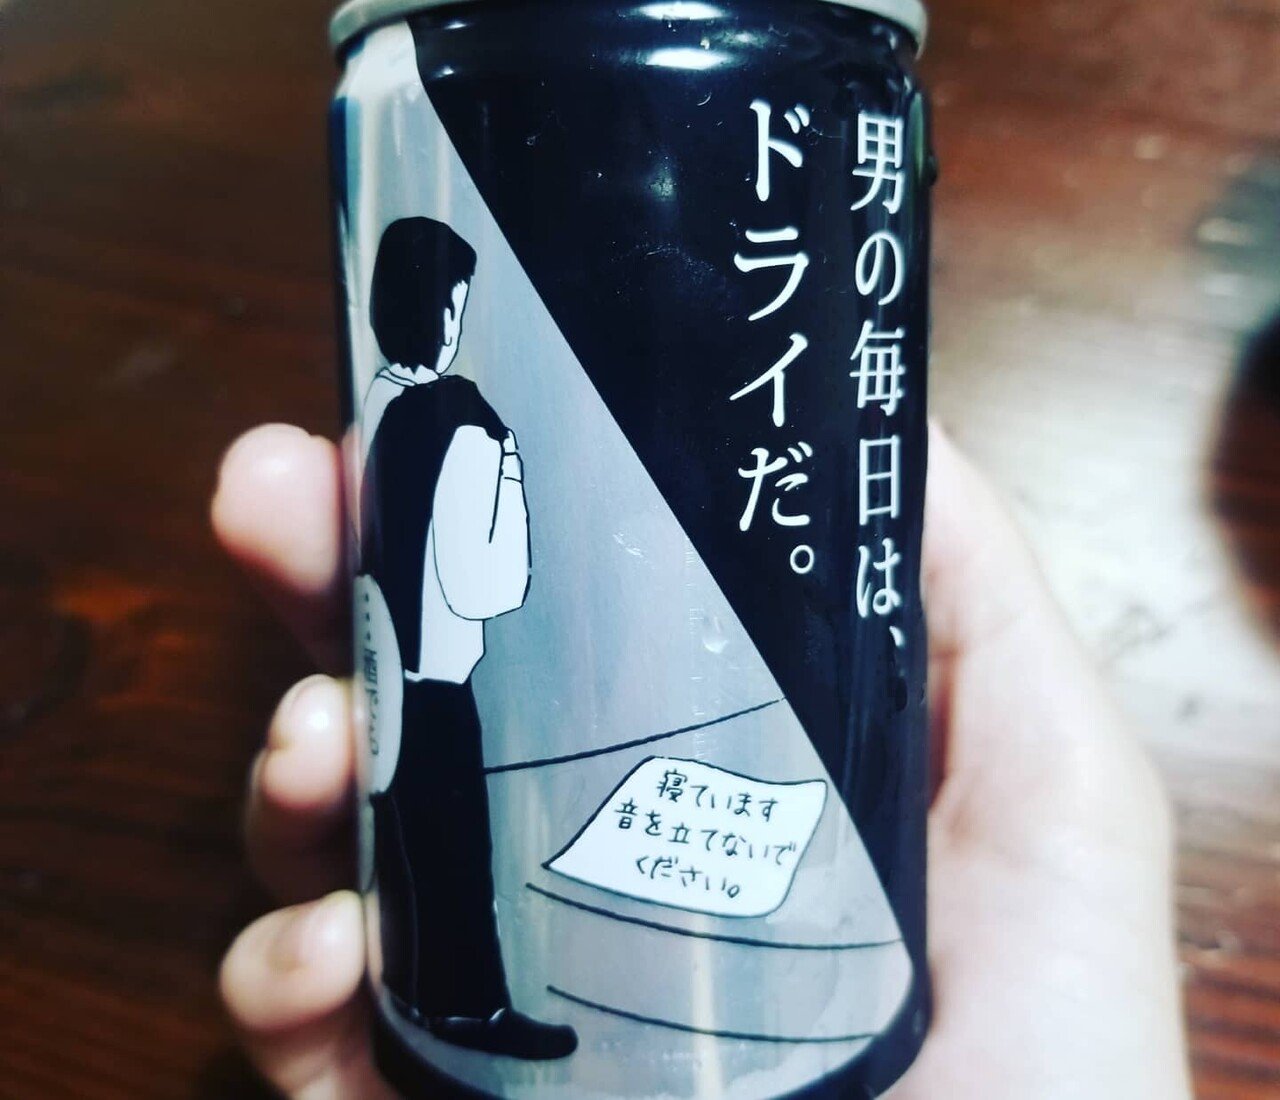 男の毎日は、
ドライだ。
寝ています
音を立てないで
ください。